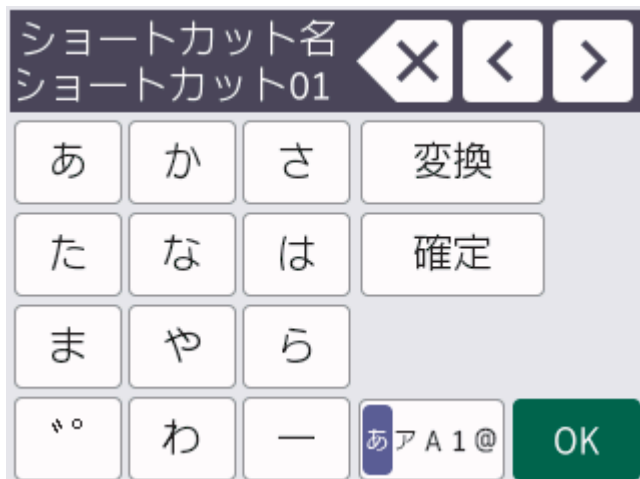 ショートカット名
ショートカット01
あ か さ 変換
た な は 確定
ま や ら
゛゜ わ ー あアA1@ OK